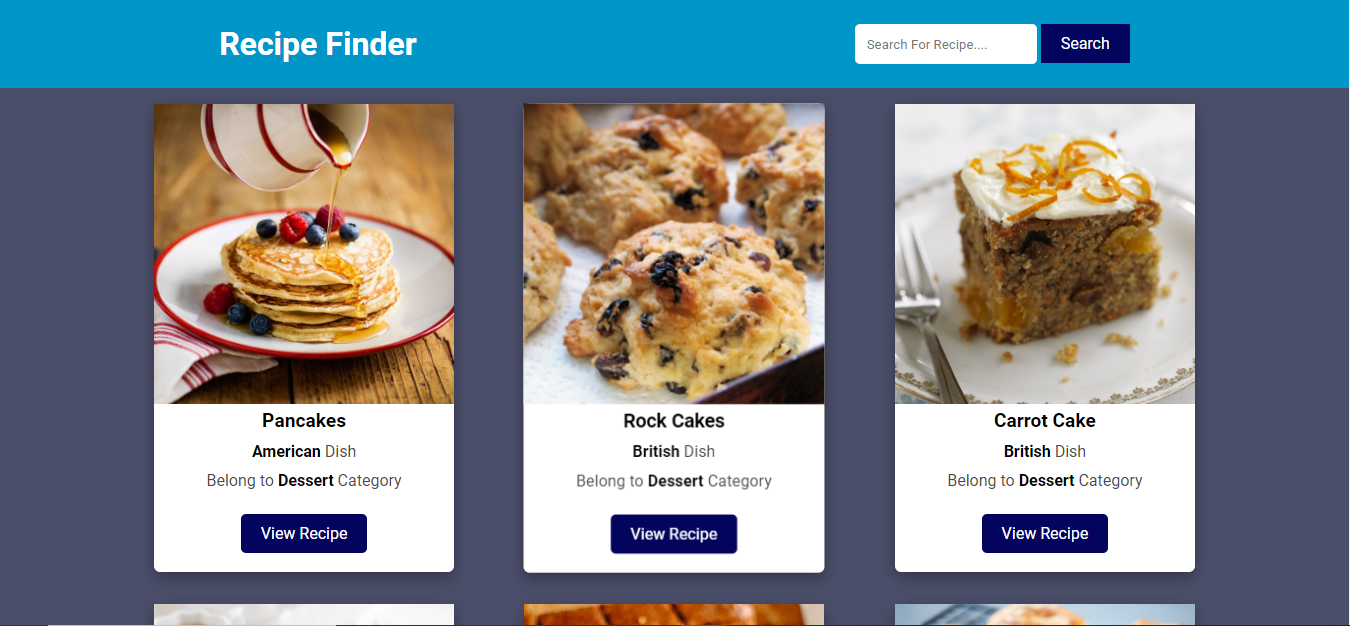 Recipe Finder
Search For Recipe....
Search
Pancakes
American Dish
Belong to Dessert Category
View Recipe
Rock Cakes
British Dish
Belong to Dessert Category
View Recipe
Carrot Cake
British Dish
Belong to Dessert Category
View Recipe